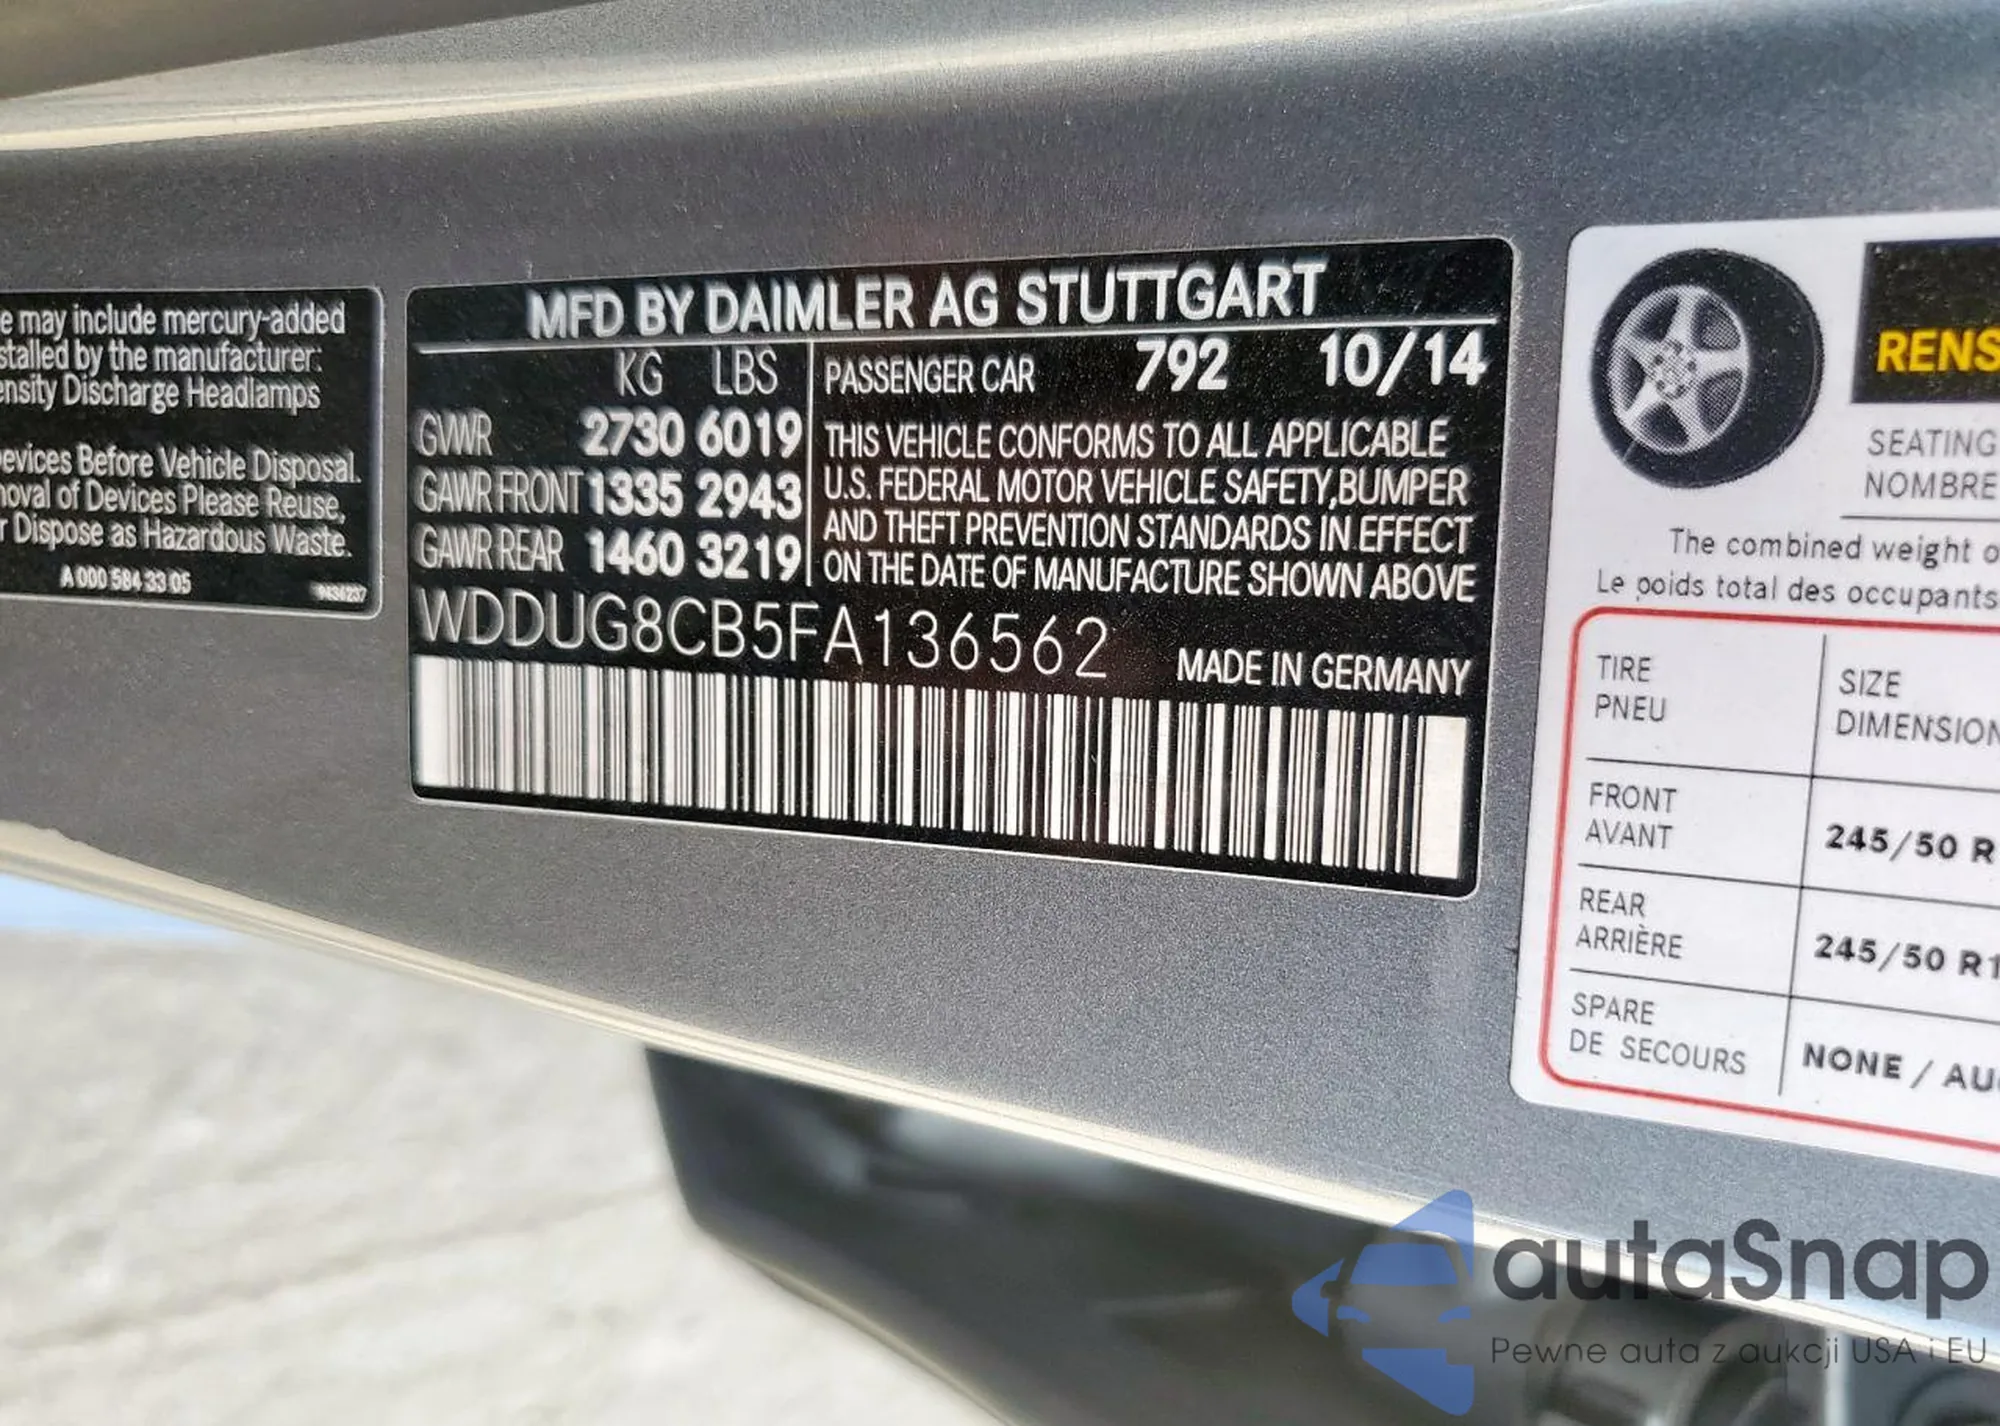 e may include mercury-added
stalled by the manufacturer:
ensity Discharge Headlamps
evices Before Vehicle Disposal.
noval of Devices Please Reuse,
r Dispose as Hazardous Waste.
A 000 584 33 05
MFD BY DAIMLER AG STUTTGART
KG LBS
GVWR 2730 6019
GAWR FRONT 1335 2943
GAWR REAR 1460 3219
PASSENGER CAR 792 10/14
THIS VEHICLE CONFORMS TO ALL APPLICABLE
U.S. FEDERAL MOTOR VEHICLE SAFETY,BUMPER
AND THEFT PREVENTION STANDARDS IN EFFECT
ON THE DATE OF MANUFACTURE SHOWN ABOVE
WDDUG8CB5FA136562
MADE IN GERMANY
RENS
SEATING
NOMBRE
The combined weight o
Le poids total des occupants
TIRE
PNEU
SIZE
DIMENSION
FRONT
AVANT
245/50 R
REAR
ARRIÈRE
245/50 R1
SPARE
DE SECOURS
NONE / AU
autaSnap
Pewne auta z aukcji USA i EU